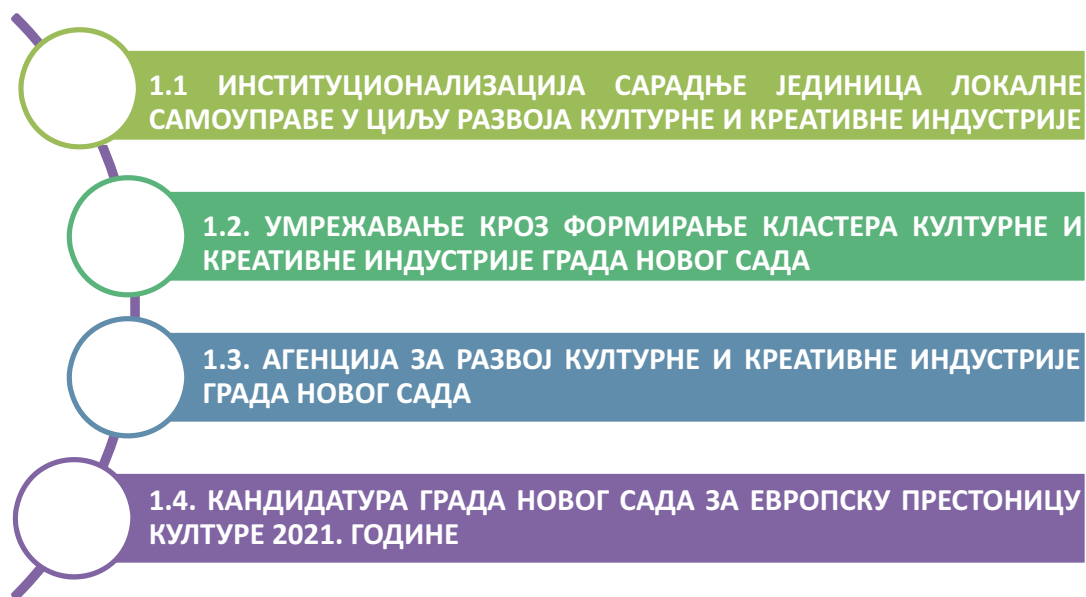 1.1 ИНСТИТУЦИОНАЛИЗАЦИЈА САРАДЊЕ ЈЕДИНИЦА ЛОКАЛНЕ
САМОУПРАВЕ У ЦИЉУ РАЗВОЈА КУЛТУРНЕ И КРЕАТИВНЕ ИНДУСТРИЈЕ
1.2. УМРЕЖАВАЊЕ КРОЗ ФОРМИРАЊЕ КЛАСТЕРА КУЛТУРНЕ И
КРЕАТИВНЕ ИНДУСТРИЈЕ ГРАДА НОВОГ САДА
1.3. АГЕНЦИЈА ЗА РАЗВОЈ КУЛТУРНЕ И КРЕАТИВНЕ ИНДУСТРИЈЕ
ГРАДА НОВОГ САДА
1.4. КАНДИДАТУРА ГРАДА НОВОГ САДА ЗА ЕВРОПСКУ ПРЕСТОНИЦУ
КУЛТУРЕ 2021. ГОДИНЕ